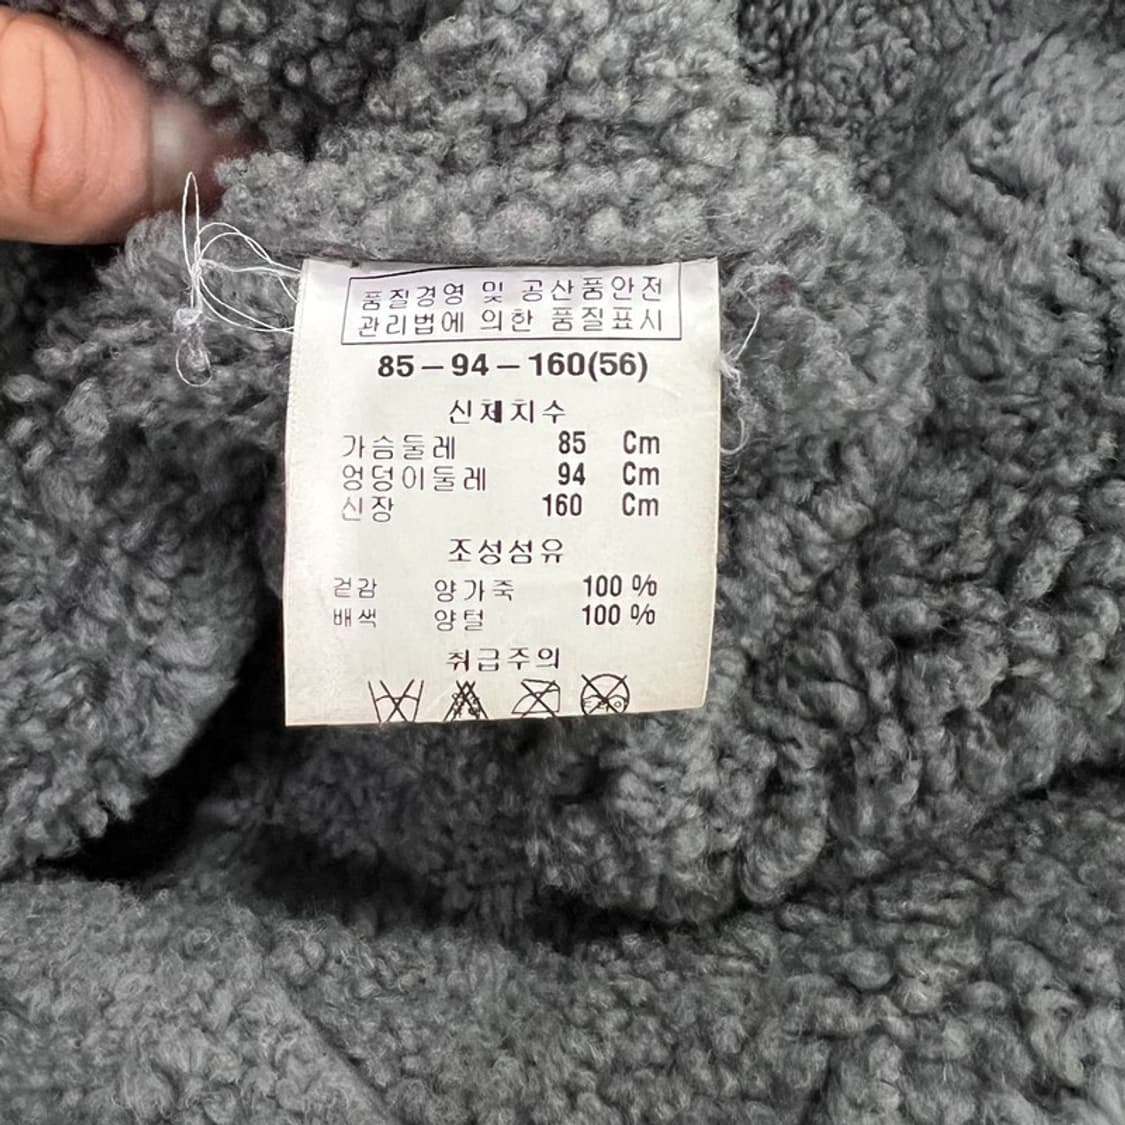 품질경영 및 공산품안전
관리법에 의한 품질표시
85-94-160(56)
신체치수
가슴둘레 85 Cm
엉덩이둘레 94 Cm
신장 160 Cm
조성섬유
겉감 양가죽 100 %
배색 양털 100 %
취급주의